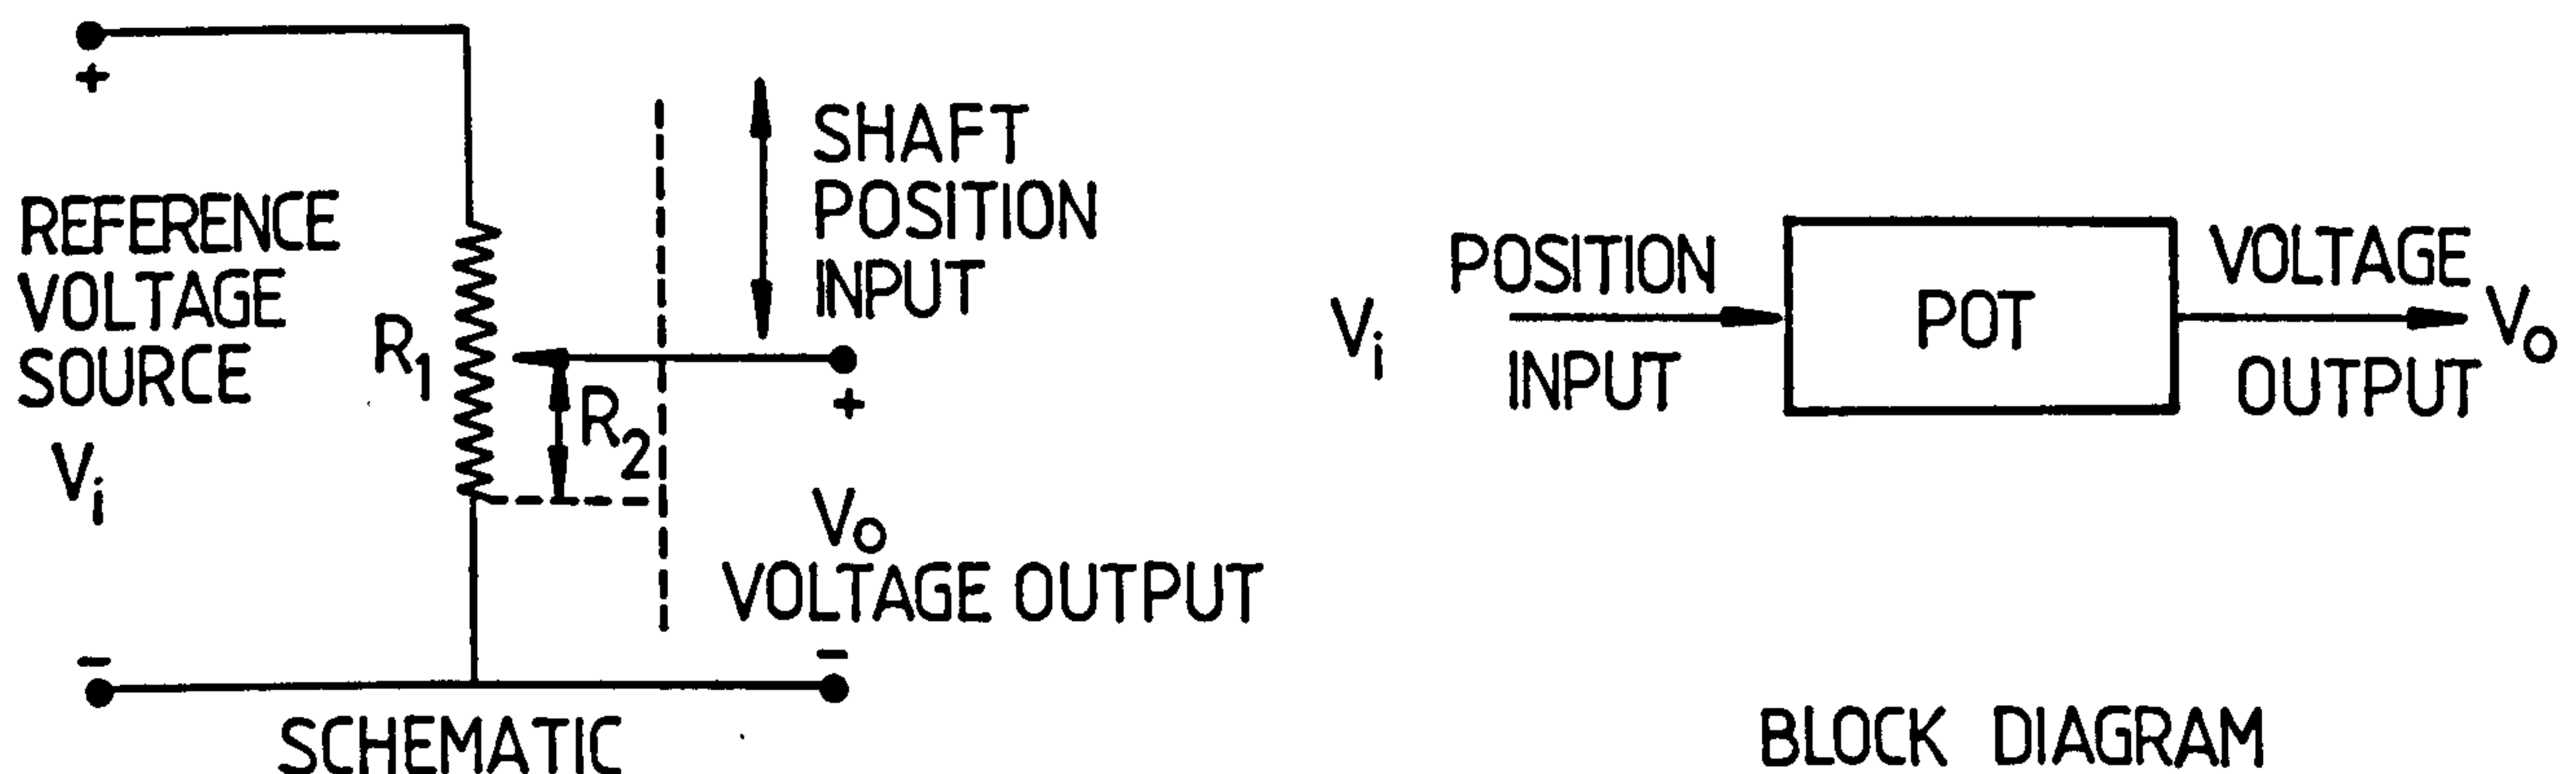 +
REFERENCE
VOLTAGE
SOURCE
Vi
R1
R2
SHAFT
POSITION
INPUT
+
Vo
VOLTAGE OUTPUT
-
-
SCHEMATIC
Vi
POSITION
INPUT
POT
VOLTAGE
OUTPUT
Vo
BLOCK DIAGRAM